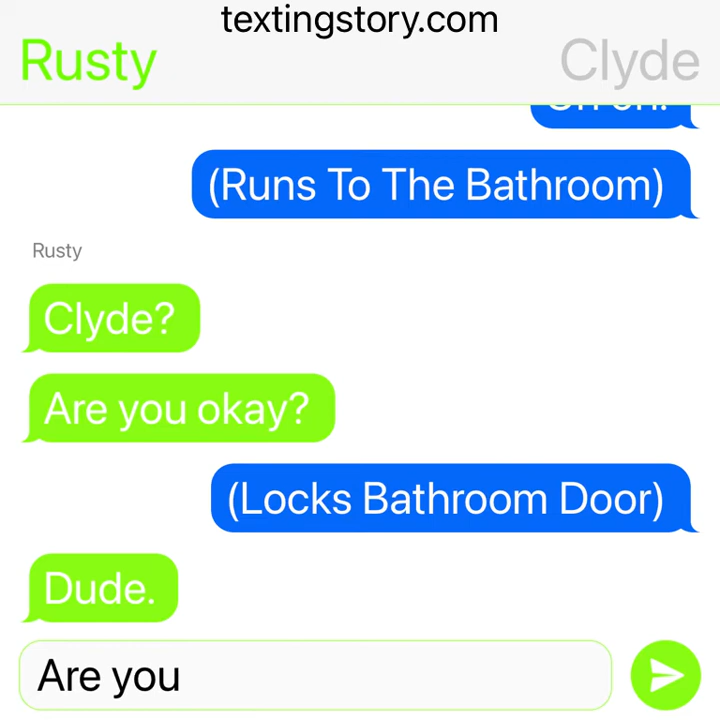 textingstory.com
Rusty
Clyde
(Runs To The Bathroom)
Rusty
Clyde?
Are you okay?
(Locks Bathroom Door)
Dude.
Are you